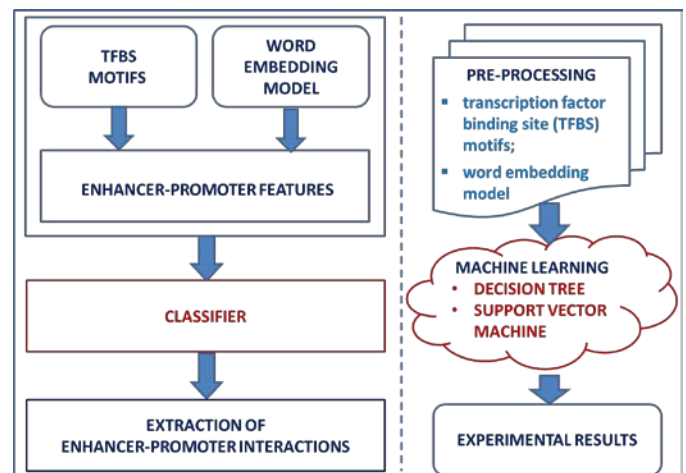 TFBS
MOTIFS
WORD
EMBEDDING
MODEL
ENHANCER-PROMOTER FEATURES
CLASSIFIER
EXTRACTION OF
ENHANCER-PROMOTER INTERACTIONS
PRE-PROCESSING
▪ transcription factor
binding site (TFBS)
motifs;
▪ word embedding
model
MACHINE LEARNING
• DECISION TREE
• SUPPORT VECTOR
MACHINE
EXPERIMENTAL RESULTS